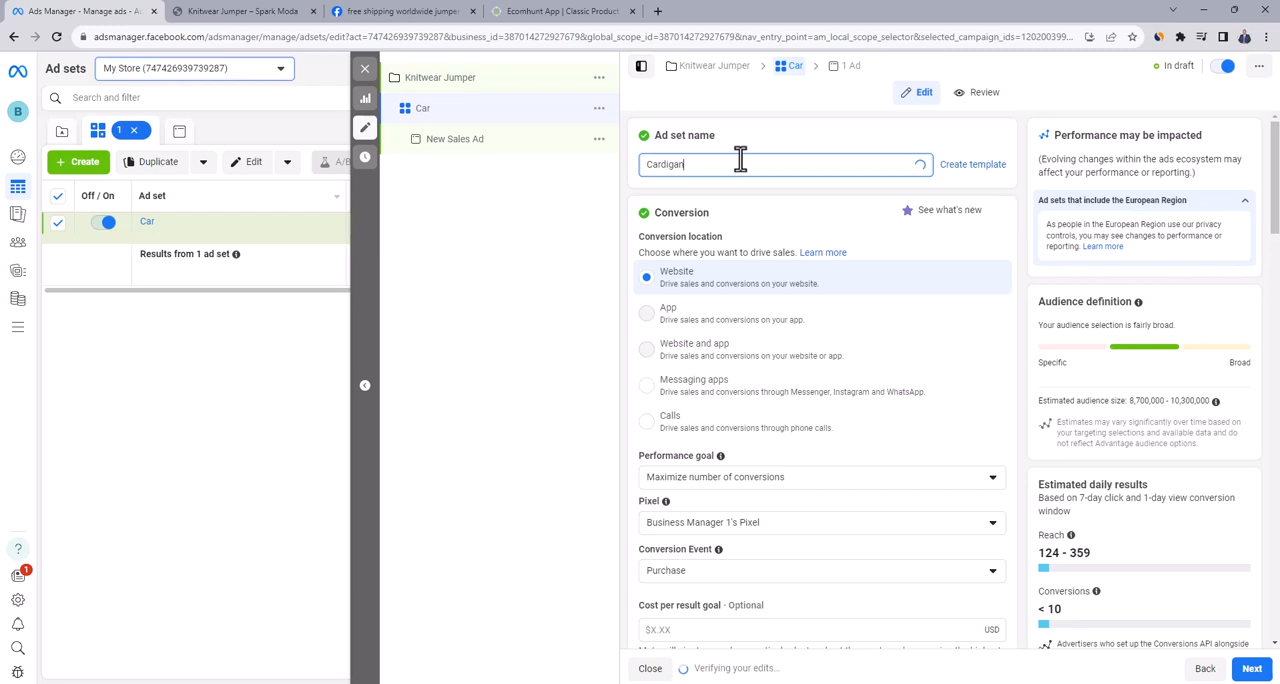 Ads Manager - Manage ads - A
Knitwear Jumper – Spark Moda
free shipping worldwide jumper
Ecomhunt App | Classic Product
adsmanager.facebook.com/adsmanager/manage/adsets/edit?act=747426939739287&business_id=387014272927679&global_scope_id=387014272927679&nav_entry_point=am_local_scope_selector&selected_campaign_ids=120200399...
Ad sets
My Store (747426939739287)
Search and filter
B
1
Create
Duplicate
Edit
A/B
Off / On
Ad set
Car
Results from 1 ad set
1
Knitwear Jumper
Car
New Sales Ad
Knitwear Jumper
Car
1 Ad
In draft
Edit
Review
Ad set name
Cardigan
Create template
Conversion
See what's new
Conversion location
Choose where you want to drive sales. Learn more
Website
Drive sales and conversions on your website.
App
Drive sales and conversions on your app.
Website and app
Drive sales and conversions on your website or app.
Messaging apps
Drive sales and conversions through Messenger, Instagram and WhatsApp.
Calls
Drive sales and conversions through phone calls.
Performance goal
Maximize number of conversions
Pixel
Business Manager 1's Pixel
Conversion Event
Purchase
Cost per result goal · Optional
$X.XX
USD
Close
Verifying your edits...
Back
Next
Performance may be impacted
(Evolving changes within the ads ecosystem may
affect your performance or reporting.)
Ad sets that include the European Region
As people in the European Region use our privacy
controls, you may see changes to performance or
reporting. Learn more
Audience definition
Your audience selection is fairly broad.
Specific
Broad
Estimated audience size: 8,700,000 - 10,300,000
Estimates may vary significantly over time based on
your targeting selections and available data and do
not reflect Advantage audience options.
Estimated daily results
Based on 7-day click and 1-day view conversion
window
Reach
124 - 359
Conversions
< 10
Advertisers who set up the Conversions API alongside